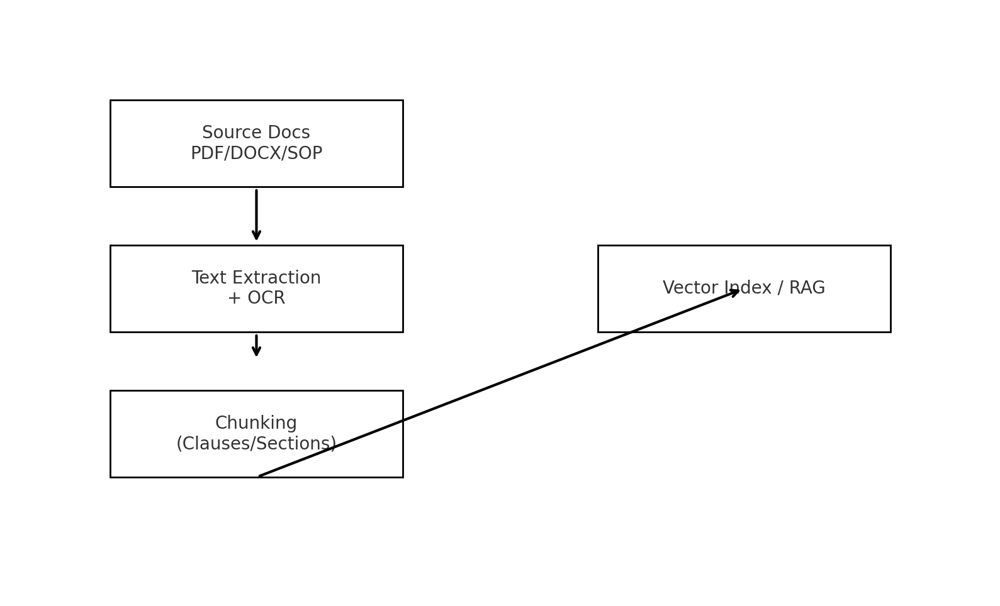 Source Docs
PDF/DOCX/SOP
Text Extraction
+ OCR
Chunking
(Clauses/Sections)
Vector Index / RAG